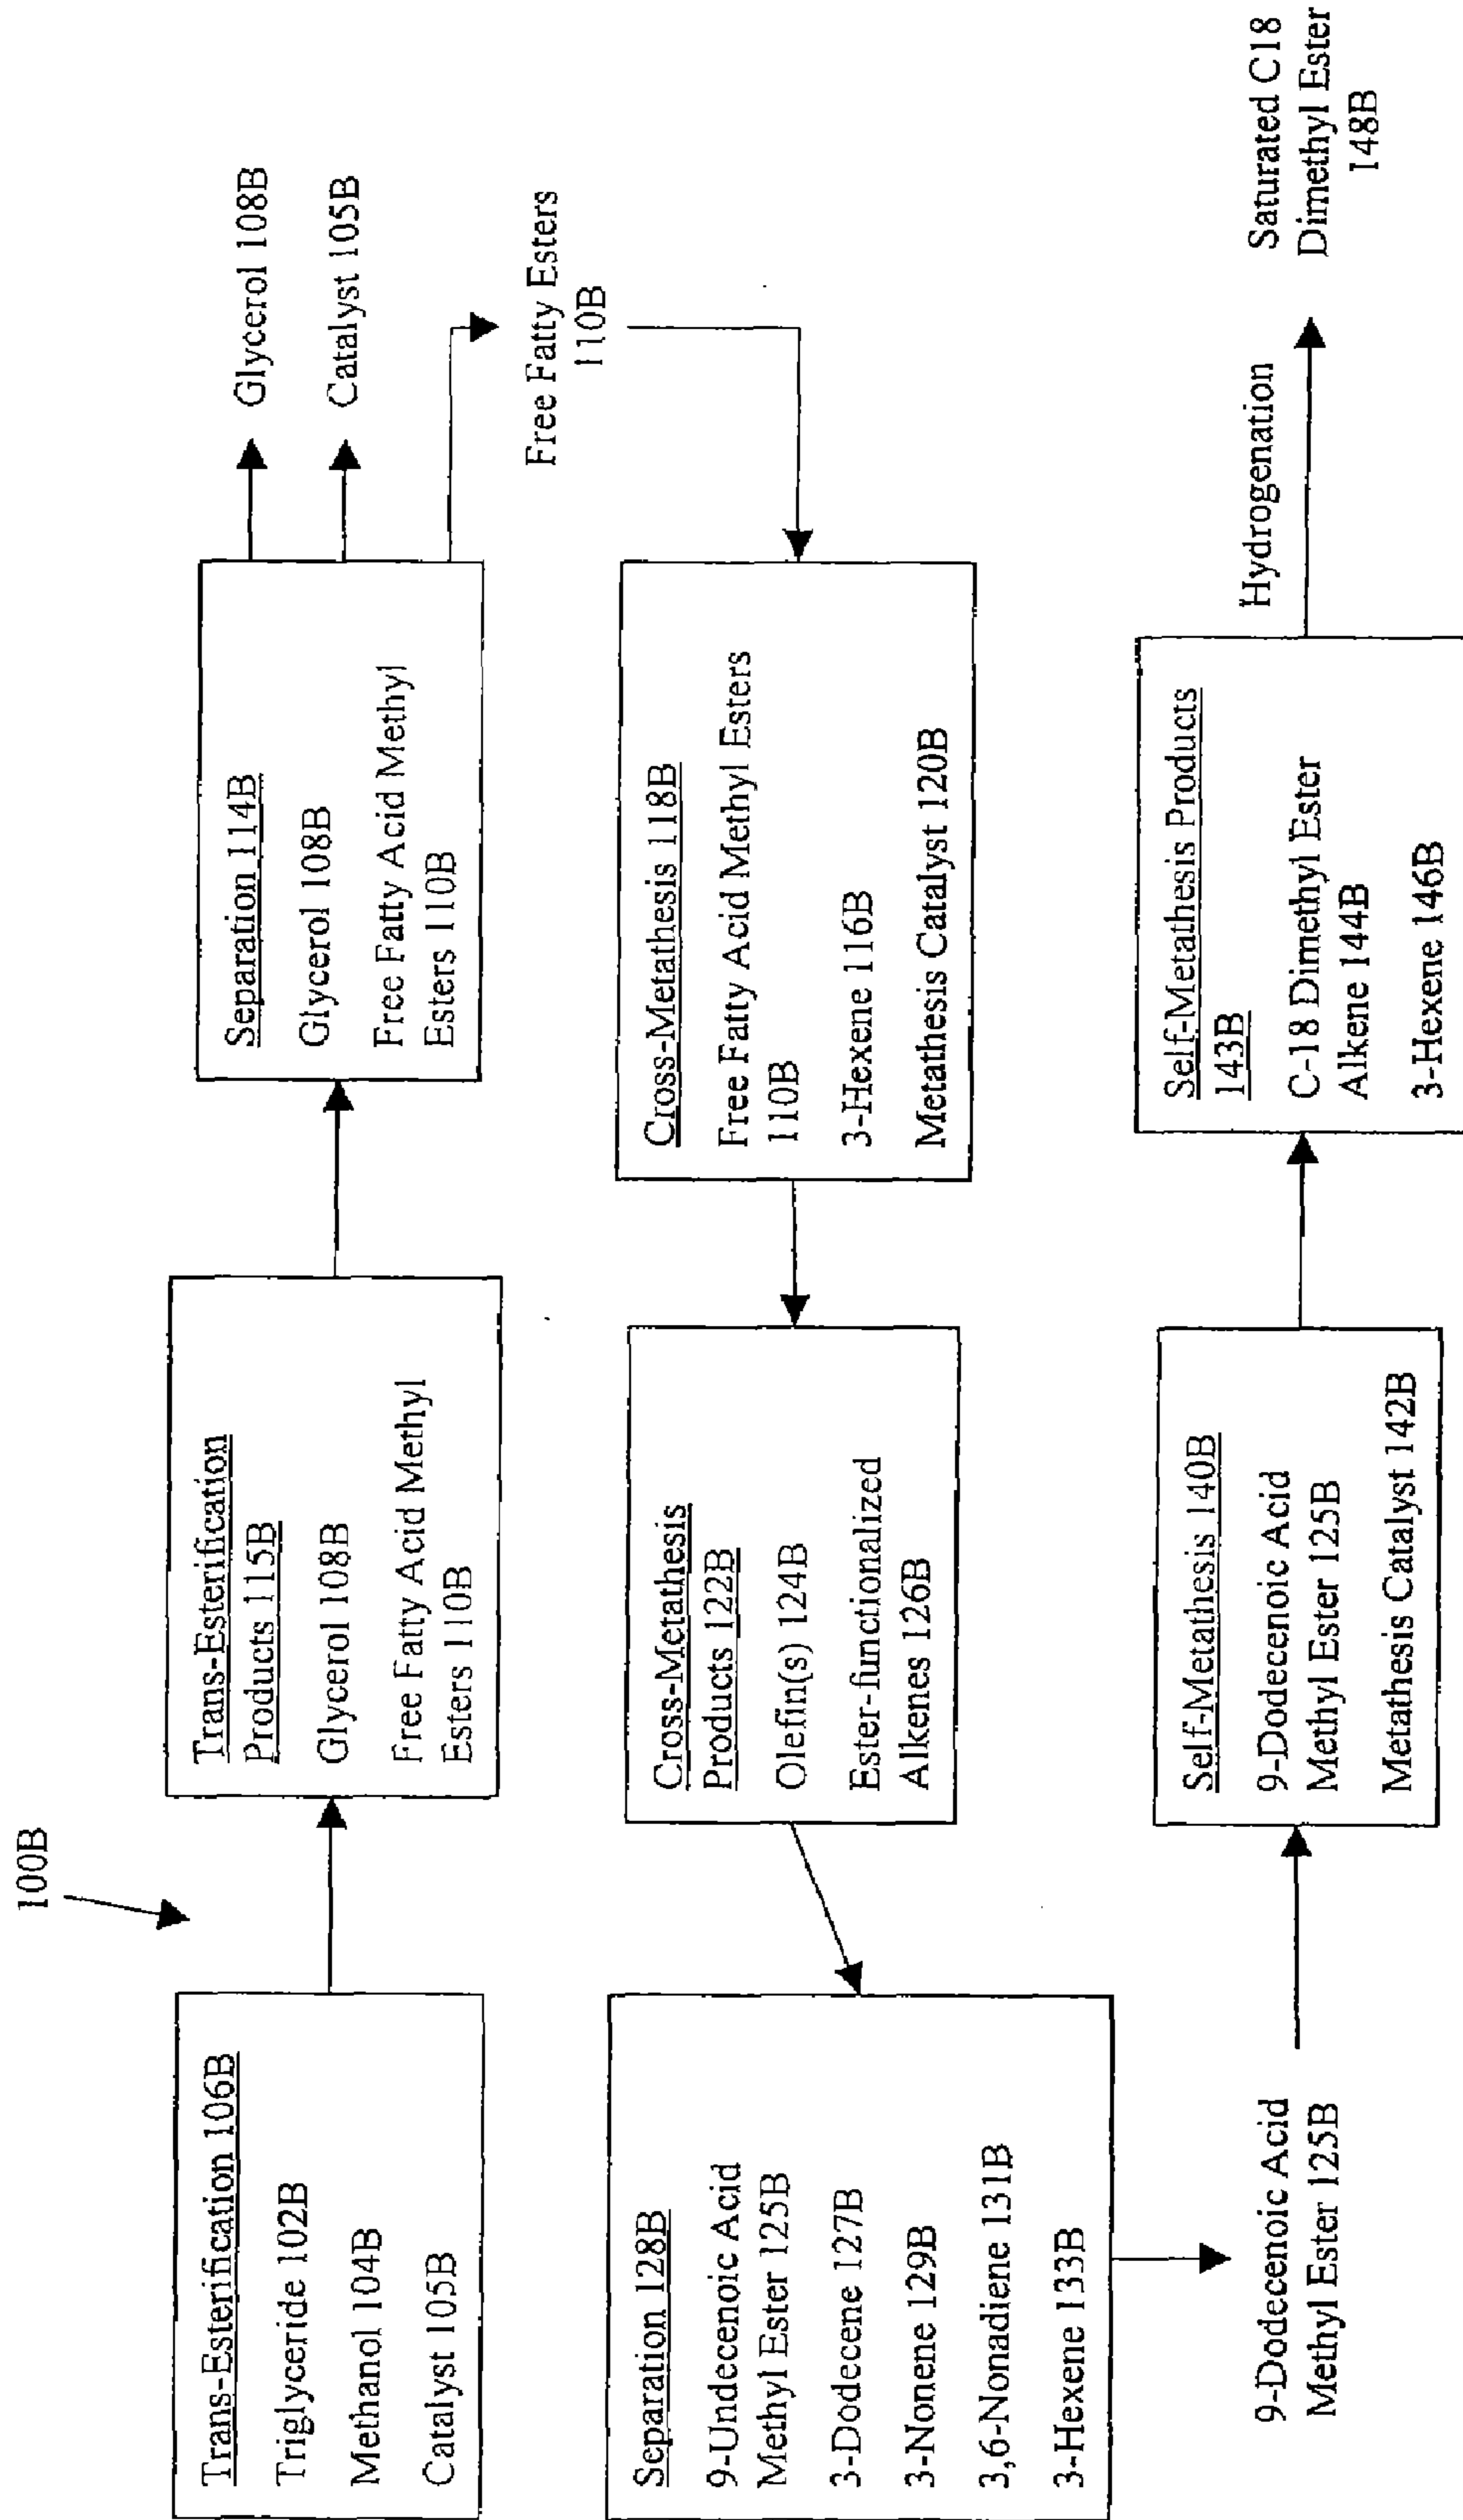 100B
Trans-Esterification 106B
Triglyceride 102B
Methanol 104B
Catalyst 105B
Trans-Esterification
Products 115B
Glycerol 108B
Free Fatty Acid Methyl
Esters 110B
Separation 114B
Glycerol 108B
Free Fatty Acid Methyl
Esters 110B
Glycerol 108B
Catalyst 105B
Free Fatty Esters
110B
Cross-Metathesis 118B
Free Fatty Acid Methyl Esters
110B
3-Hexene 116B
Metathesis Catalyst 120B
Cross-Metathesis
Products 122B
Olefin(s) 124B
Ester-functionalized
Alkenes 126B
Separation 128B
9-Undecenoic Acid
Methyl Ester 125B
3-Dodecene 127B
3-Nonene 129B
3,6-Nonadiene 131B
3-Hexene 133B
9-Dodecenoic Acid
Methyl Ester 125B
Self-Metathesis 140B
9-Dodecenoic Acid
Methyl Ester 125B
Metathesis Catalyst 142B
Self-Metathesis Products
143B
C-18 Dimethyl Ester
Alkene 144B
3-Hexene 146B
Hydrogenation
Saturated C18
Dimethyl Ester
148B